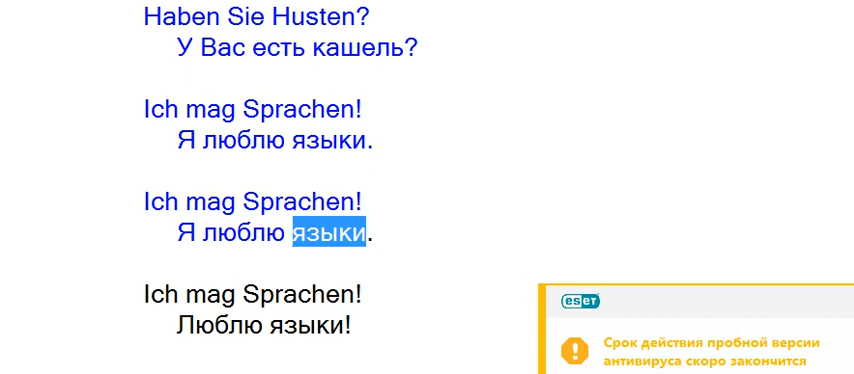 Haben Sie Husten?
У Вас есть кашель?
Ich mag Sprachen!
Я люблю языки.
Ich mag Sprachen!
Я люблю языки.
Ich mag Sprachen!
Люблю языки!
eset
Срок действия пробной версии
антивируса скоро закончится